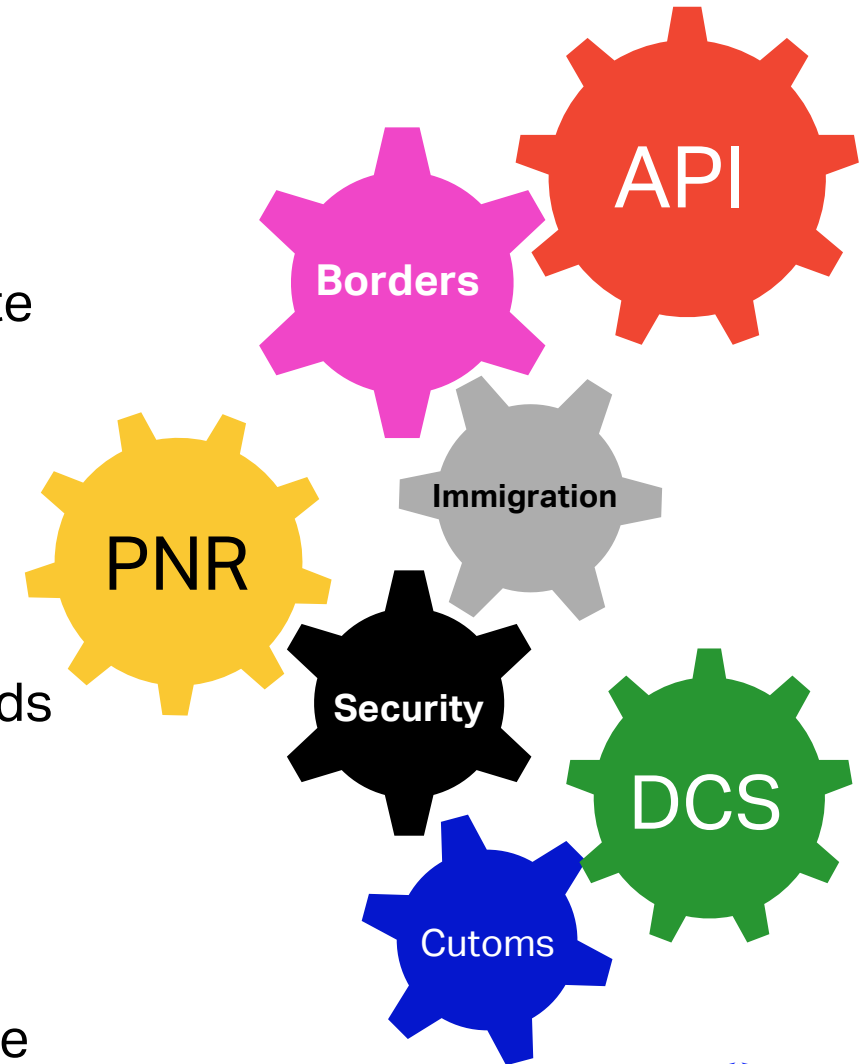 API
Borders
te
Immigration
PNR
ds
Security
DCS
Cutoms
e